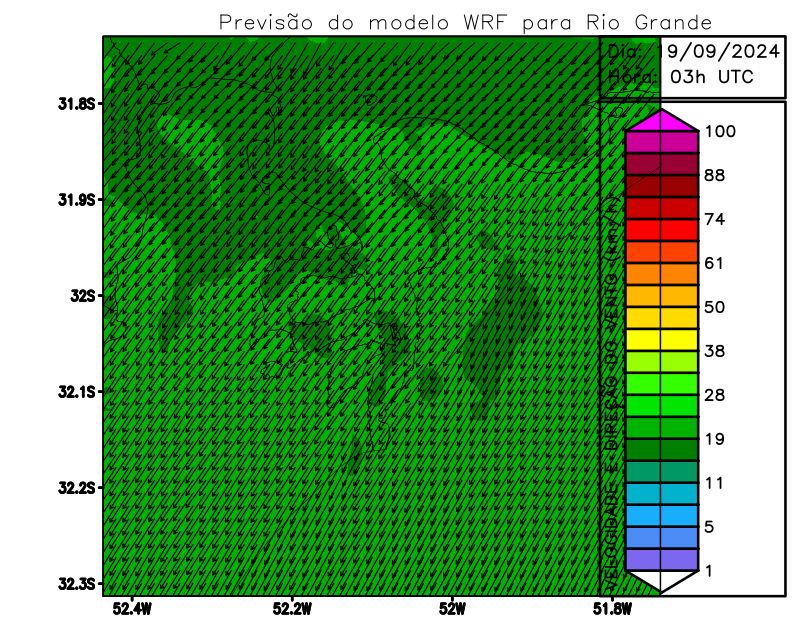 Previsão do modelo WRF para Rio Grande
Dia: 19/09/2024
Hora: 03h UTC
31.8S
31.9S
32S
32.1S
32.2S
32.3S
52.4W
52.2W
52W
51.8W
VELOCIDADE E DIREÇÃO DO VENTO (km/h)
100
88
74
61
50
38
28
19
11
5
1